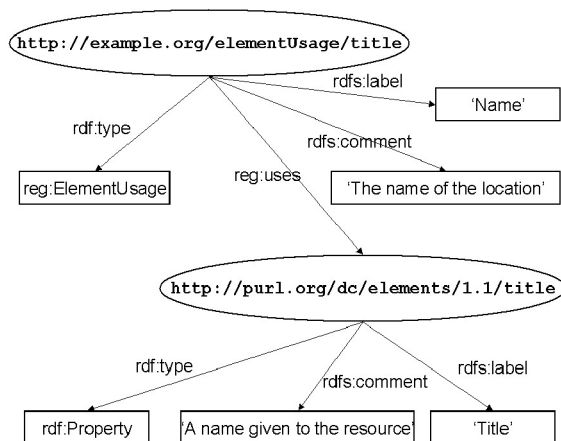 http://example.org/elementUsage/title
rdfs:label
'Name'
rdf:type
rdfs:comment
reg:ElementUsage
reg:uses
'The name of the location'
http://purl.org/dc/elements/1.1/title
rdf:type
rdfs:comment
rdfs:label
rdf:Property
'A name given to the resource'
'Title'